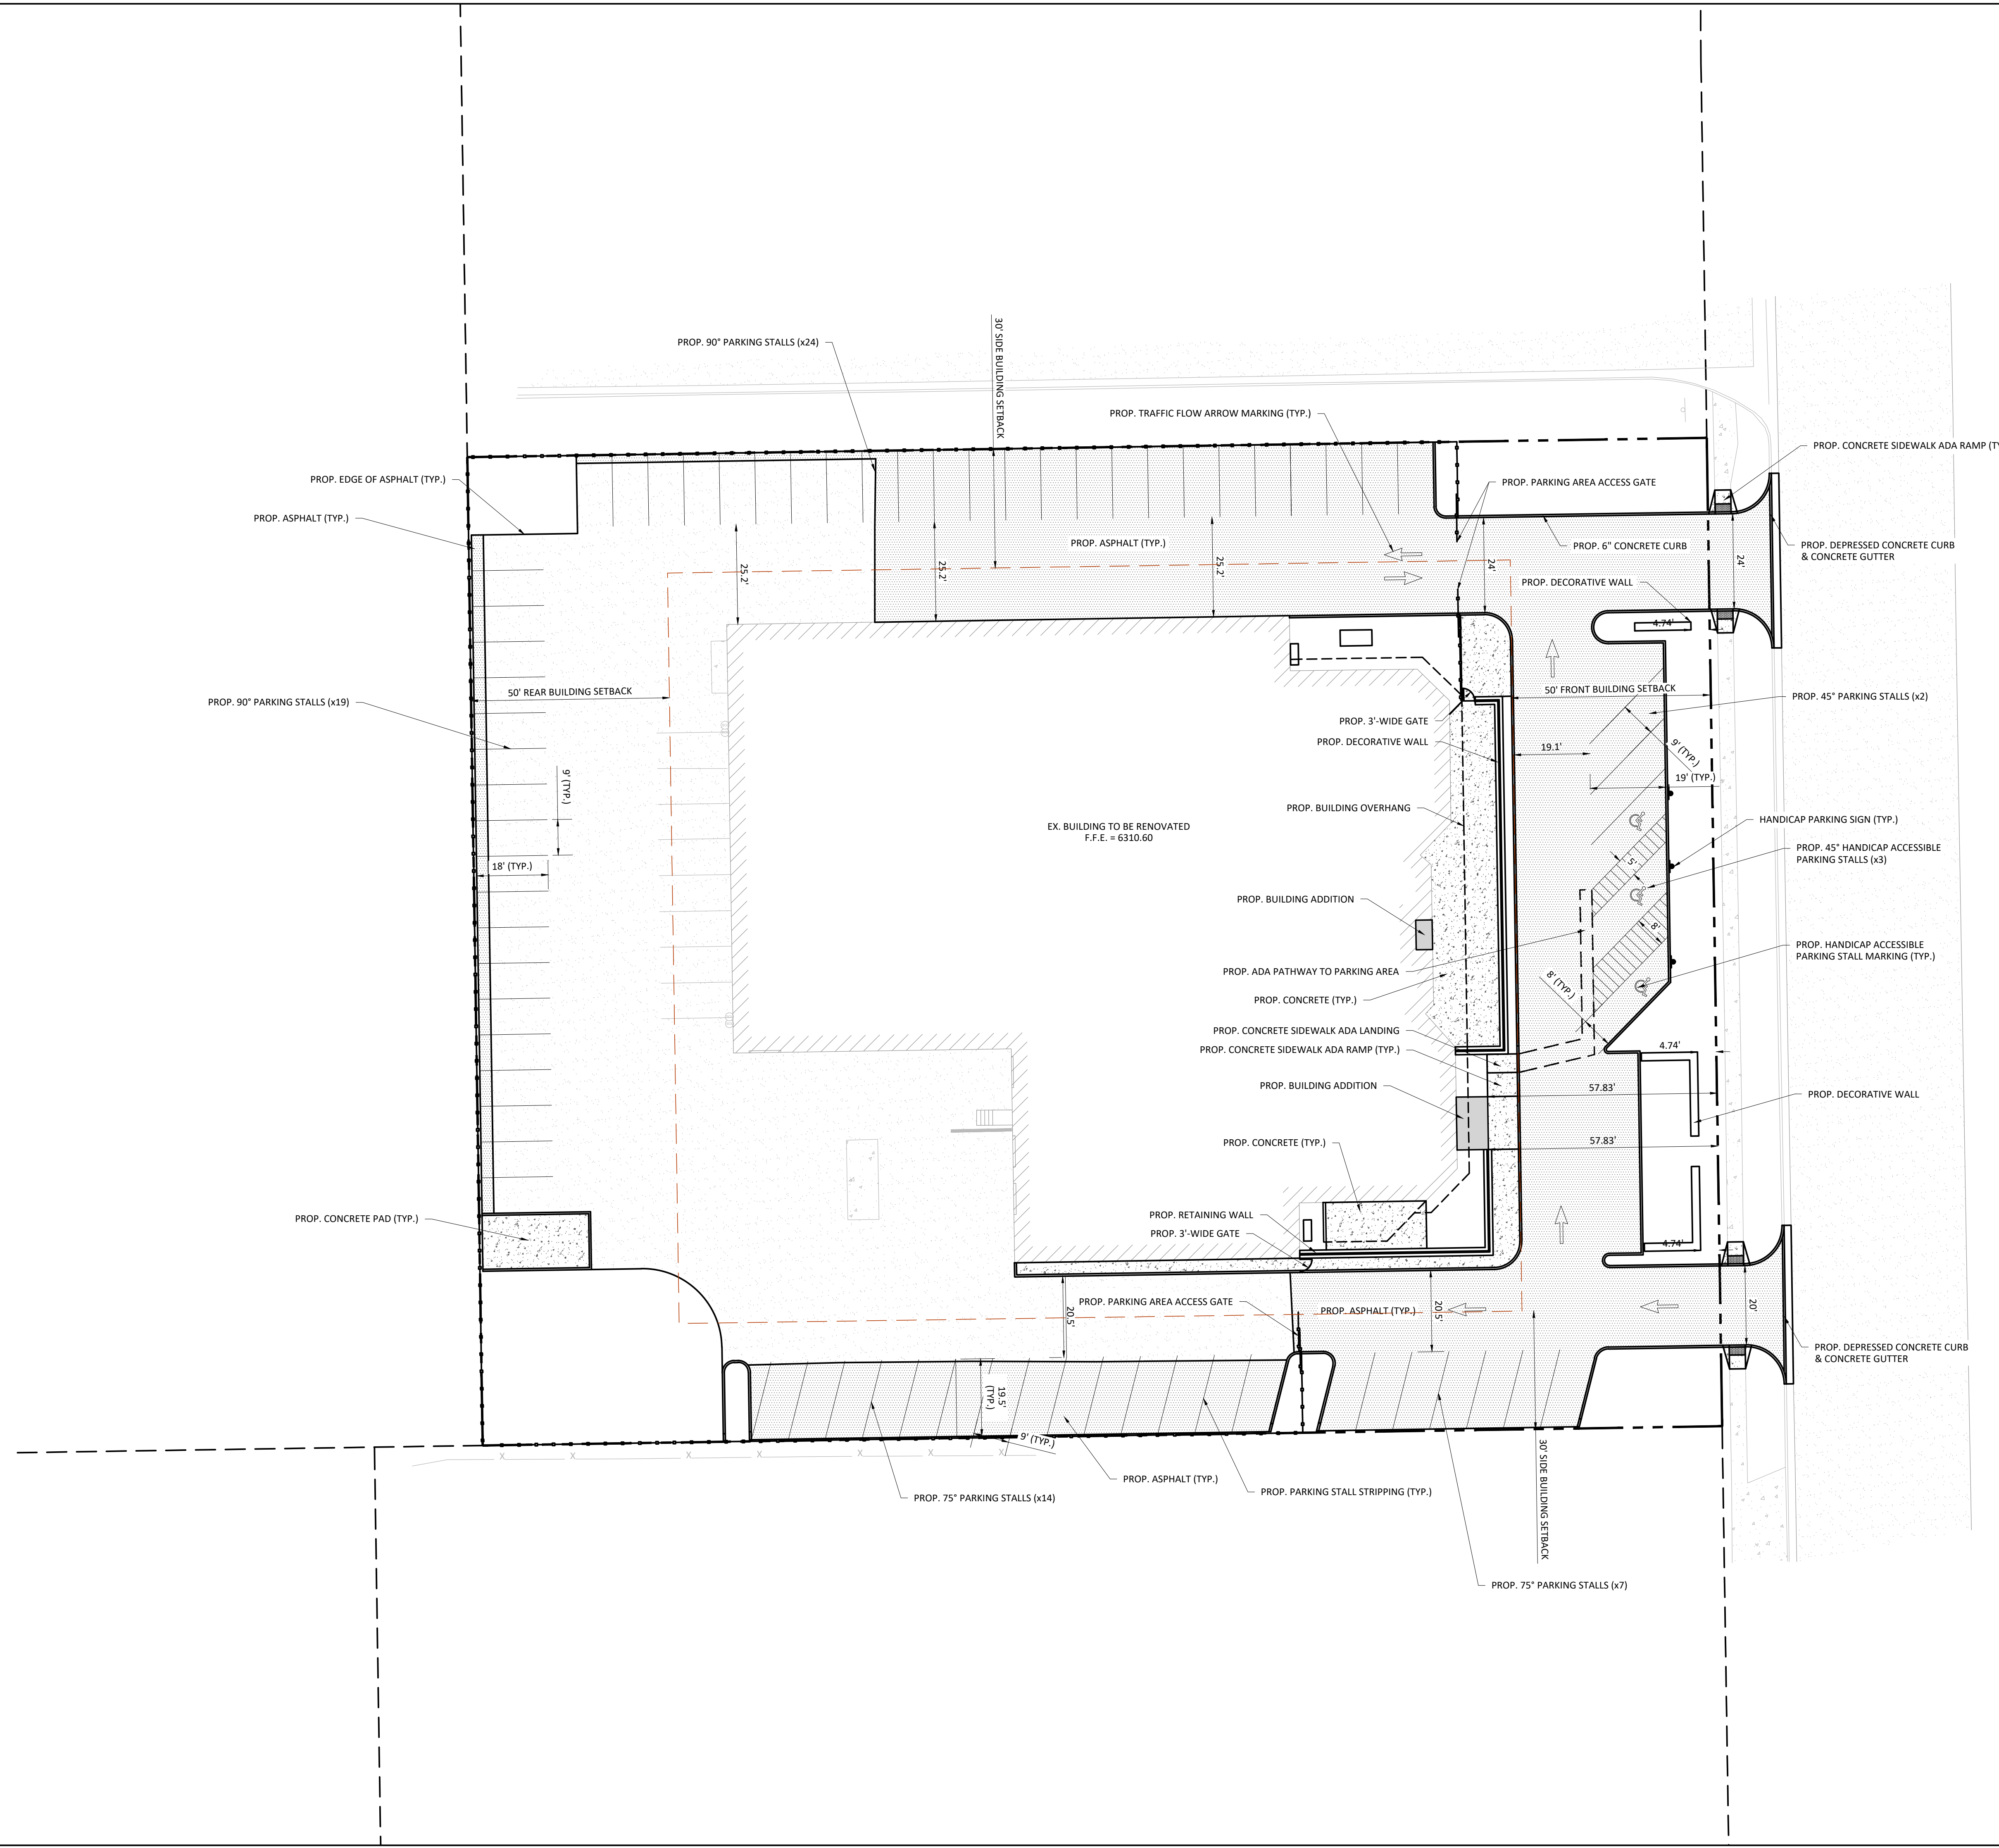 PROP. 90° PARKING STALLS (x24)
30' SIDE BUILDING SETBACK
PROP. TRAFFIC FLOW ARROW MARKING (TYP.)
PROP. CONCRETE SIDEWALK ADA RAMP (TY
PROP. EDGE OF ASPHALT (TYP.)
PROP. PARKING AREA ACCESS GATE
PROP. ASPHALT (TYP.)
PROP. ASPHALT (TYP.)
PROP. 6" CONCRETE CURB
PROP. DEPRESSED CONCRETE CURB
& CONCRETE GUTTER
25.2'
25.2'
25.2'
24'
24'
PROP. DECORATIVE WALL
4.74'
50' REAR BUILDING SETBACK
50' FRONT BUILDING SETBACK
PROP. 45° PARKING STALLS (x2)
PROP. 90° PARKING STALLS (x19)
PROP. 3'-WIDE GATE
PROP. DECORATIVE WALL
19.1'
9' (TYP.)
19' (TYP.)
9' (TYP.)
PROP. BUILDING OVERHANG
EX. BUILDING TO BE RENOVATED
F.F.E. = 6310.60
HANDICAP PARKING SIGN (TYP.)
PROP. 45° HANDICAP ACCESSIBLE
PARKING STALLS (x3)
18' (TYP.)
5'
PROP. BUILDING ADDITION
8'
PROP. HANDICAP ACCESSIBLE
PARKING STALL MARKING (TYP.)
PROP. ADA PATHWAY TO PARKING AREA
8' (TYP.)
PROP. CONCRETE (TYP.)
PROP. CONCRETE SIDEWALK ADA LANDING
PROP. CONCRETE SIDEWALK ADA RAMP (TYP.)
4.74'
PROP. BUILDING ADDITION
57.83'
PROP. DECORATIVE WALL
PROP. CONCRETE (TYP.)
57.83'
PROP. CONCRETE PAD (TYP.)
PROP. RETAINING WALL
PROP. 3'-WIDE GATE
4.74'
PROP. PARKING AREA ACCESS GATE
PROP. ASPHALT (TYP.)
20.5'
20.5'
20'
PROP. DEPRESSED CONCRETE CURB
& CONCRETE GUTTER
19.5'
(TYP.)
9' (TYP.)
X X X X X X X
PROP. ASPHALT (TYP.)
PROP. PARKING STALL STRIPPING (TYP.)
PROP. 75° PARKING STALLS (x14)
30' SIDE BUILDING SETBACK
PROP. 75° PARKING STALLS (x7)